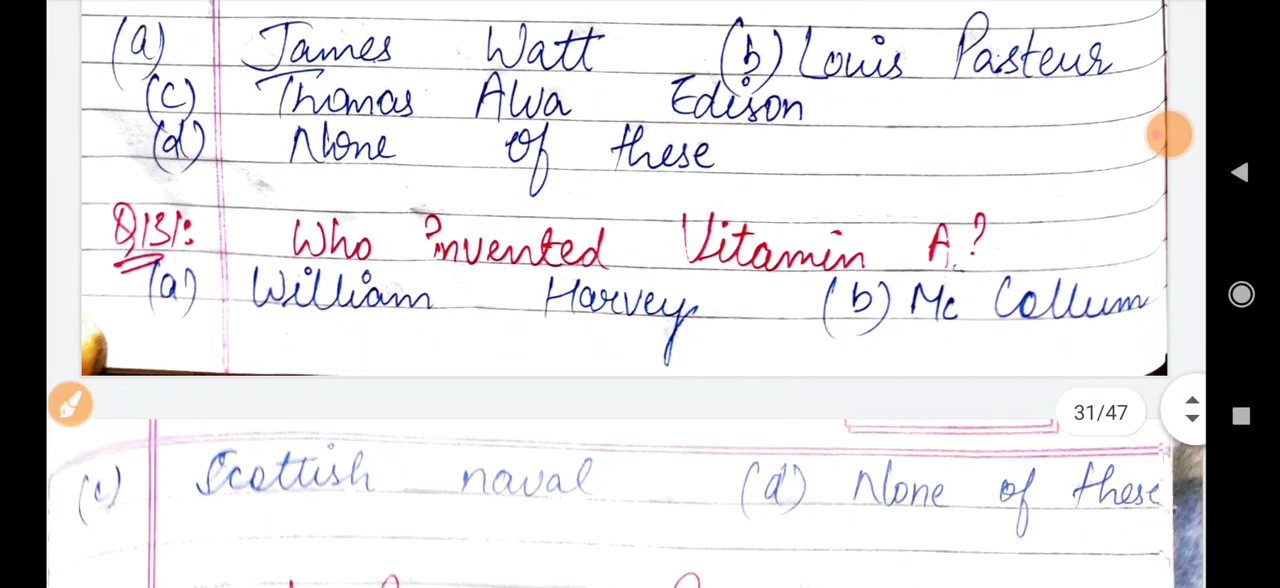 (a) James Watt (b) Louis Pasteur
(c) Thomas Alva Edison
(d) None of these
Q131: Who invented Vitamin A.?
(a) William Harvey (b) Mc Collum
31/47
(c) Scottish naval (d) None of these